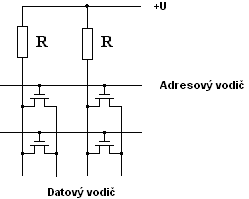 +U
R R
Adresový vodič
Datový vodič